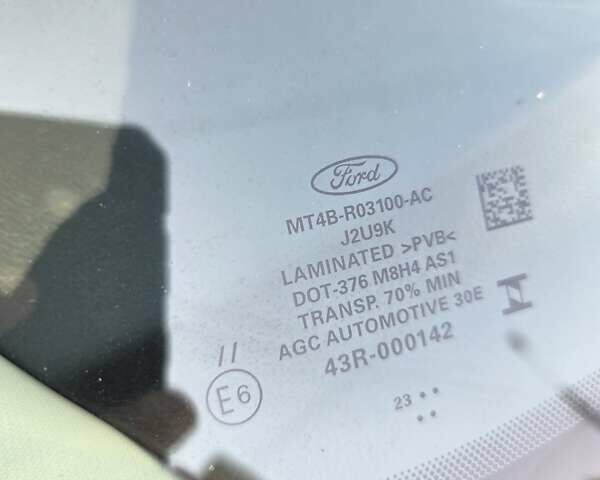 Ford
MT4B-R03100-AC
J2U9K
LAMINATED >PVB<
DOT-376 M8H4 AS1
TRANSP. 70% MIN
AGC AUTOMOTIVE 30E
43R-000142
//
E6
23 • •
• •